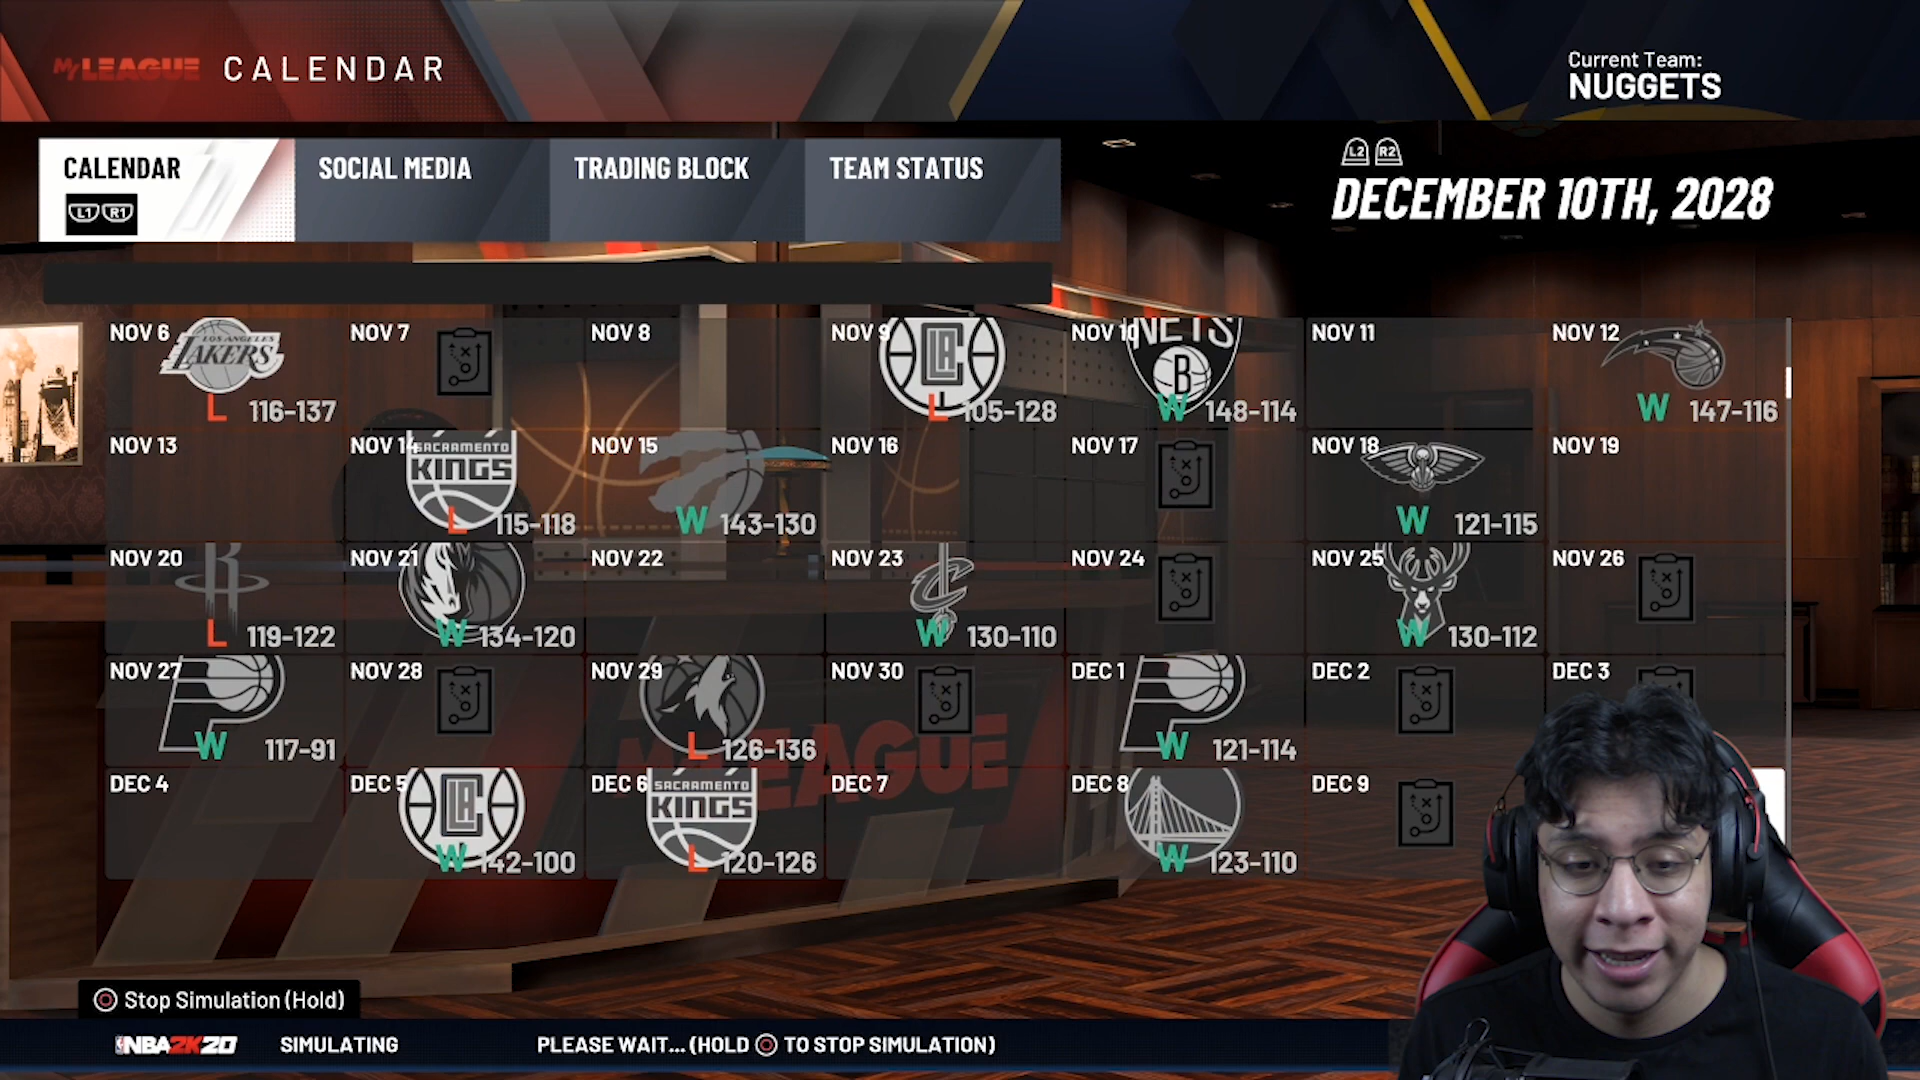 MyLEAGUE CALENDAR
Current Team:
NUGGETS
CALENDAR
L1 R1
SOCIAL MEDIA
TRADING BLOCK
TEAM STATUS
L2 R2
DECEMBER 10TH, 2028
NOV 6 LOS ANGELES LAKERS L 116-137
NOV 7
NOV 8
NOV 9 LA L 105-128
NOV 10 NETS B W 148-114
NOV 11
NOV 12 W 147-116
NOV 13
NOV 14 SACRAMENTO KINGS L 115-118
NOV 15 W 143-130
NOV 16
NOV 17
NOV 18 W 121-115
NOV 19
NOV 20 R L 119-122
NOV 21 W 134-120
NOV 22
NOV 23 C W 130-110
NOV 24
NOV 25 W 130-112
NOV 26
NOV 27 W 117-91
NOV 28
NOV 29 L 126-136
NOV 30
DEC 1 W 121-114
DEC 2
DEC 3
DEC 4
DEC 5 LA W 142-100
DEC 6 SACRAMENTO KINGS L 120-126
DEC 7
DEC 8 W 123-110
DEC 9
MyLEAGUE
Stop Simulation (Hold)
NBA 2K20 SIMULATING PLEASE WAIT... (HOLD TO STOP SIMULATION)